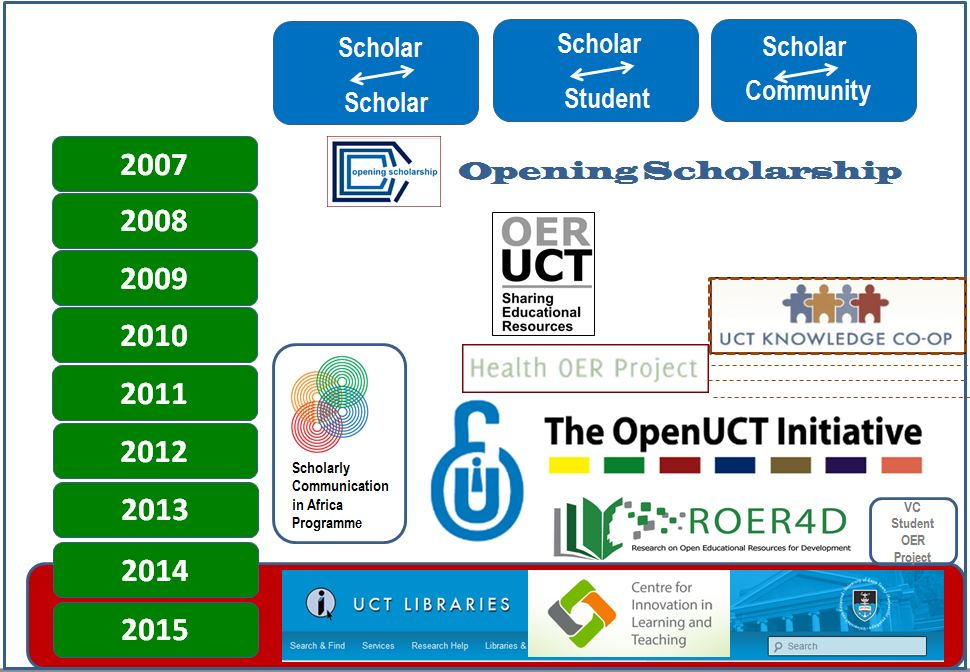 Scholar
Scholar
Scholar
Student
Scholar
Community
2007
opening scholarship
Opening Scholarship
2008
OER
UCT
Sharing
Educational
Resources
2009
UCT KNOWLEDGE CO-OP
2010
Health OER Project
2011
The OpenUCT Initiative
2012
Scholarly
Communication
in Africa
Programme
2013
ROER4D
Research on Open Educational Resources for Development
VC
Student
OER
Project
2014
UCT LIBRARIES
Search & Find Services Research Help Libraries &
Centre for
Innovation in
Learning and
Teaching
Search
2015